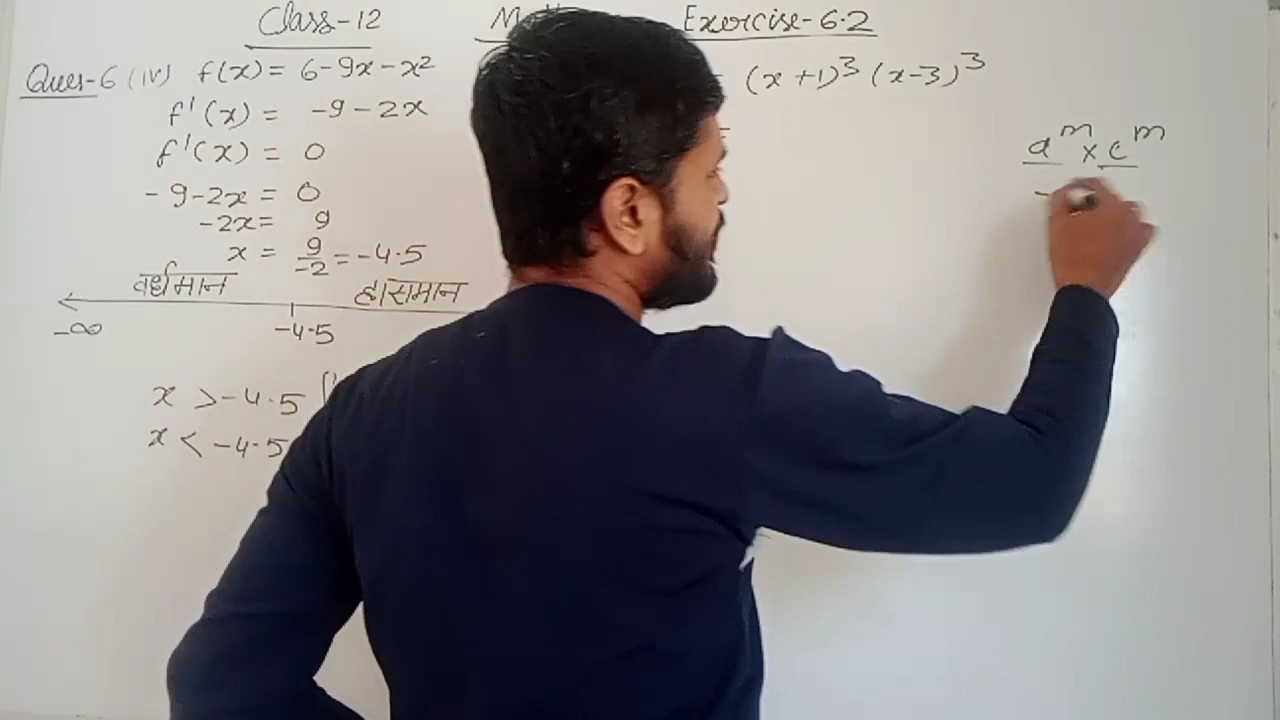 Class-12 Exercise-6.2
Ques-6 (iv) f(x) = 6-9x-x²
f'(x) = -9-2x
f'(x) = 0
-9-2x = 0
-2x = 9
x = 9/-2 = -4.5
वर्धमान ह्रासमान
-∞ -4.5
x > -4.5
x < -4.5
(x+1)³ (x-3)³
=
a^m × c^m